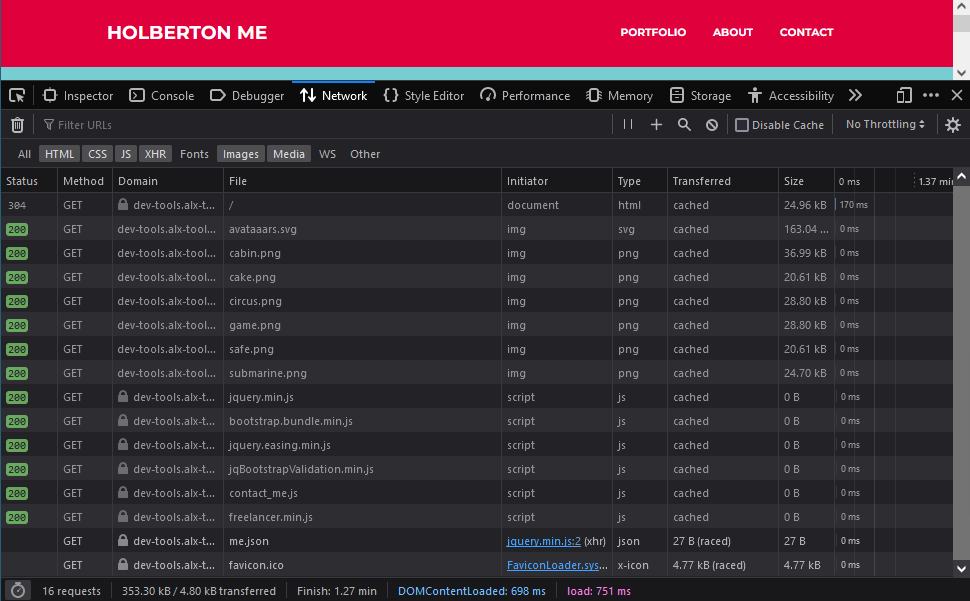 HOLBERTON ME PORTFOLIO ABOUT CONTACT
Inspector Console Debugger Network Style Editor Performance Memory Storage Accessibility
Filter URLs Disable Cache No Throttling
All HTML CSS JS XHR Fonts Images Media WS Other
Status Method Domain File Initiator Type Transferred Size 0 ms 1.37 min
304 GET dev-tools.alx-t... / document html cached 24.96 kB 170 ms
200 GET dev-tools.alx-tool... avataaars.svg img svg cached 163.04 ... 0 ms
200 GET dev-tools.alx-tool... cabin.png img png cached 36.99 kB 0 ms
200 GET dev-tools.alx-tool... cake.png img png cached 20.61 kB 0 ms
200 GET dev-tools.alx-tool... circus.png img png cached 28.80 kB 0 ms
200 GET dev-tools.alx-tool... game.png img png cached 28.80 kB 0 ms
200 GET dev-tools.alx-tool... safe.png img png cached 20.61 kB 0 ms
200 GET dev-tools.alx-tool... submarine.png img png cached 24.70 kB 0 ms
200 GET dev-tools.alx-t... jquery.min.js script js cached 0 B 0 ms
200 GET dev-tools.alx-t... bootstrap.bundle.min.js script js cached 0 B 0 ms
200 GET dev-tools.alx-t... jquery.easing.min.js script js cached 0 B 0 ms
200 GET dev-tools.alx-t... jqBootstrapValidation.min.js script js cached 0 B 0 ms
200 GET dev-tools.alx-t... contact_me.js script js cached 0 B 0 ms
200 GET dev-tools.alx-t... freelancer.min.js script js cached 0 B 0 ms
GET dev-tools.alx-t... me.json jquery.min.js:2 (xhr) json 27 B (raced) 27 B 0 ms
GET dev-tools.alx-t... favicon.ico FaviconLoader.sys... x-icon 4.77 kB (raced) 4.77 kB 0 ms
16 requests 353.30 kB / 4.80 kB transferred Finish: 1.27 min DOMContentLoaded: 698 ms load: 751 ms